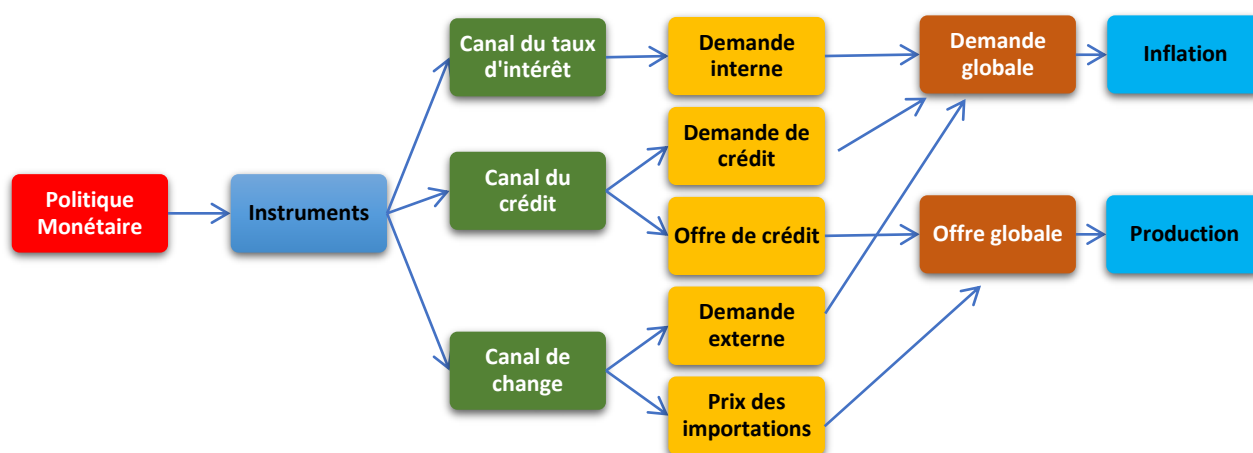 Canal du taux
d'intérêt
Demande
interne
Demande
globale
Inflation
Demande de
crédit
Politique
Monétaire
Instruments
Canal du
crédit
Offre de crédit
Offre globale
Production
Demande
externe
Canal de
change
Prix des
importations